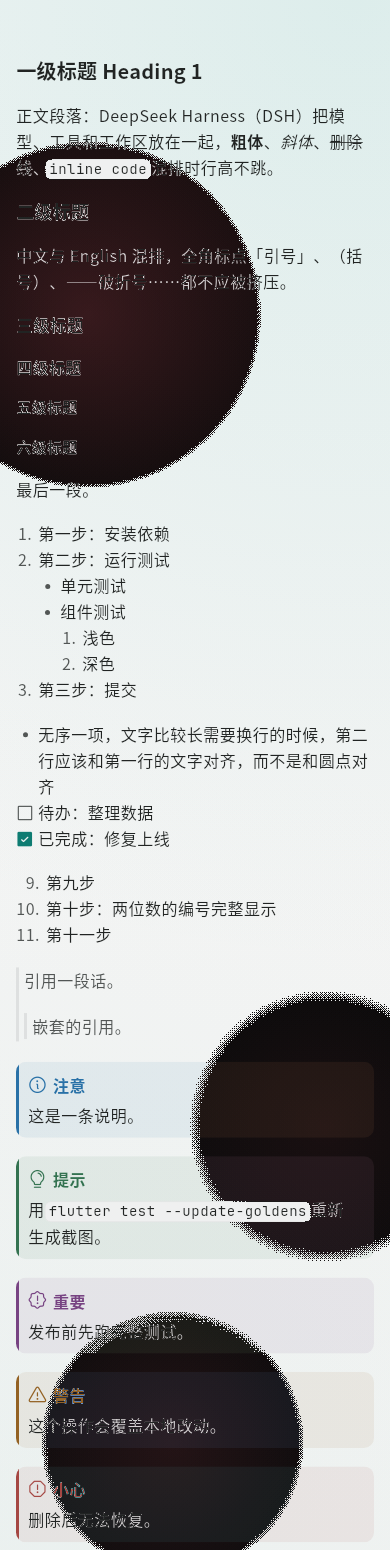 一级标题 Heading 1
正文段落：DeepSeek Harness（DSH）把模
型、工具和工作区放在一起，粗体、斜体、删除
线、inline code 混排时行高不跳。
二级标题
中文与 English 混排，全角标点「引号」、（括
号）、——破折号……都不应被挤压。
三级标题
四级标题
五级标题
六级标题
最后一段。
1. 第一步：安装依赖
2. 第二步：运行测试
• 单元测试
• 组件测试
1. 浅色
2. 深色
3. 第三步：提交
• 无序一项，文字比较长需要换行的时候，第二
行应该和第一行的文字对齐，而不是和圆点对
齐
待办：整理数据
已完成：修复上线
9. 第九步
10. 第十步：两位数的编号完整显示
11. 第十一步
引用一段话。
嵌套的引用。
注意
这是一条说明。
提示
用 flutter test --update-goldens 重新
生成截图。
重要
发布前先跑完整测试。
警告
这个操作会覆盖本地改动。
小心
删除后无法恢复。